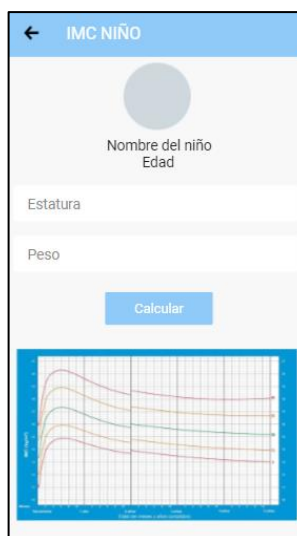 IMC NIÑO
Nombre del niño
Edad
Estatura
Peso
Calcular